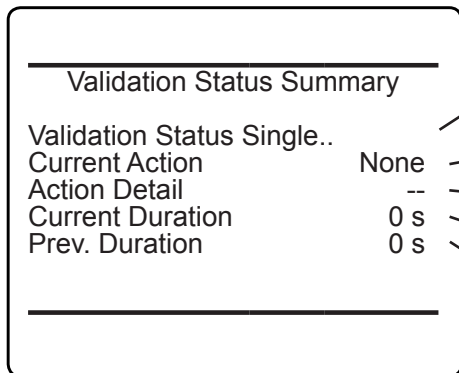 Validation Status Summary
Validation Status Single..
Current Action None
Action Detail --
Current Duration 0 s
Prev. Duration 0 s